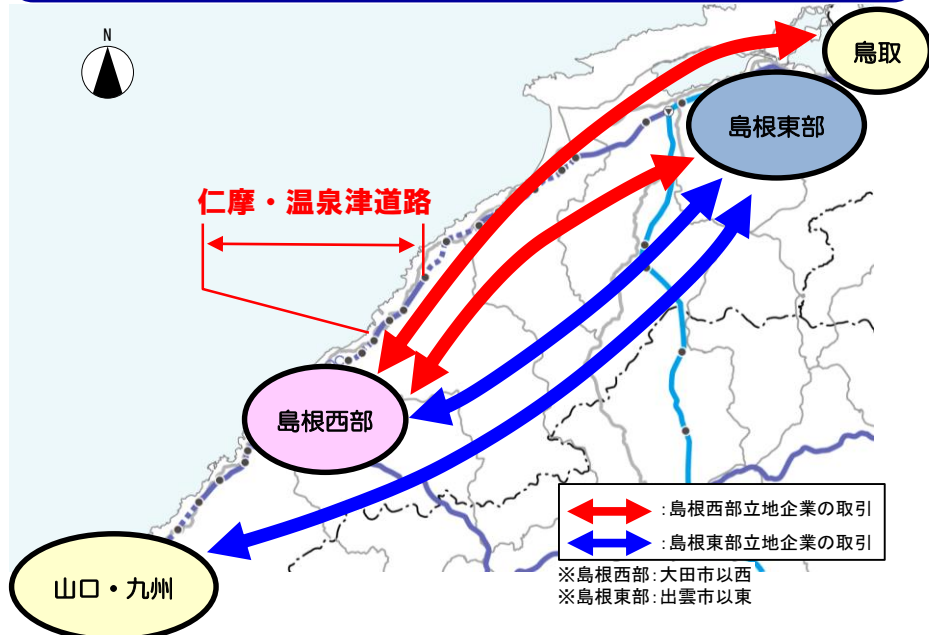 N
鳥取
島根東部
仁摩・温泉津道路
島根西部
山口・九州
：島根西部立地企業の取引
：島根東部立地企業の取引
※島根西部：大田市以西
※島根東部：出雲市以東